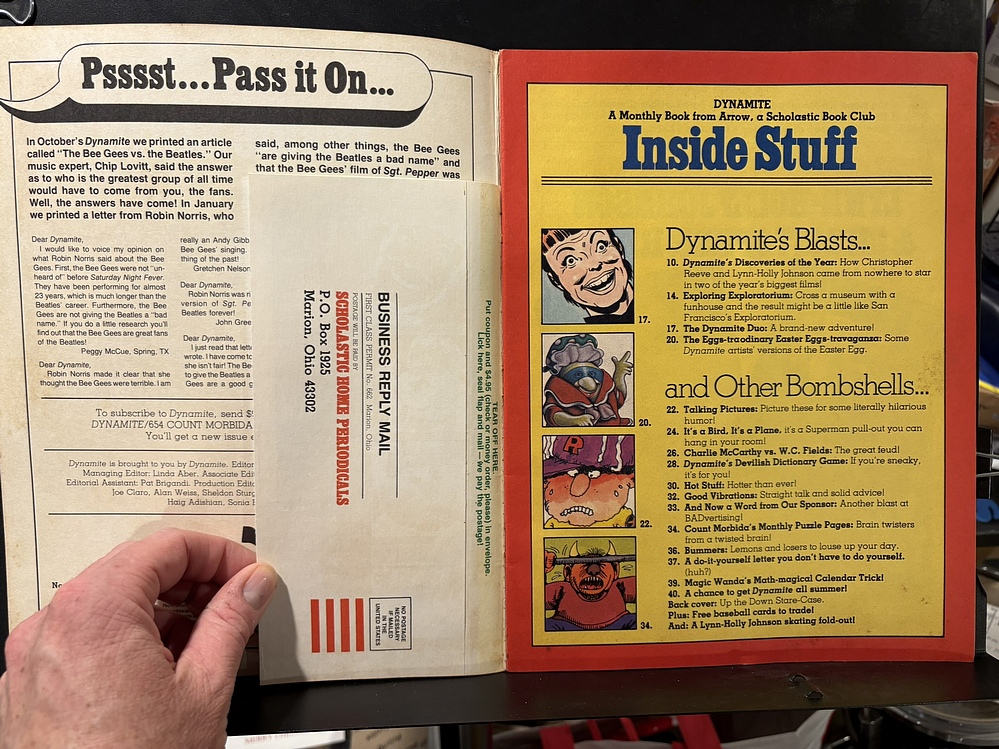 Psssst...Pass it On...
In October's Dynamite we printed an article
called "The Bee Gees vs. the Beatles." Our
music expert, Chip Lovitt, said the answer
as to who is the greatest group of all time
would have to come from you, the fans.
Well, the answers have come! In January
we printed a letter from Robin Norris, who
said, among other things, the Bee Gees
"are giving the Beatles a bad name" and
that the Bee Gees' film of Sgt. Pepper was
Dear Dynamite,
I would like to voice my opinion on
what Robin Norris said about the Bee
Gees. First, the Bee Gees were not "un-
heard of" before Saturday Night Fever.
They have been performing for almost
23 years, which is much longer than the
Beatles' career. Furthermore, the Bee
Gees are not giving the Beatles a "bad
name." If you do a little research you'll
find out that the Bee Gees are great fans
of the Beatles!
Peggy McCue, Spring, TX
Dear Dynamite,
Robin Norris made it clear that she
thought the Bee Gees were terrible. I am
really an Andy Gibb
Bee Gees' singing.
thing of the past!
Gretchen Nelson
Dear Dynamite,
Robin Norris was ri
version of Sgt. Pe
Beatles forever!
John Gree
Dear Dynamite,
I just read that lett
wrote. I have come to
she isn't fair! The Bee
to give the Beatles a
Gees are a good g
To subscribe to Dynamite, send $
DYNAMITE/654 COUNT MORBIDA
You'll get a new issue e
Dynamite is brought to you by Dynamite. Editor
Managing Editor: Linda Aber, Associate Edi
Editorial Assistant: Pat Brigandi. Production Edit
Joe Claro, Alan Weiss, Sheldon Sturg
Haig Adishian, Sonia
No
TEAR OFF HERE.
Put coupon and $4.95 (check or money order, please) in envelope.
Lick here, seal flap and mail—we pay the postage!
BUSINESS REPLY MAIL
FIRST CLASS PERMIT No. 662 Marion, Ohio
POSTAGE WILL BE PAID BY
SCHOLASTIC HOME PERIODICALS
P.O. Box 1925
Marion, Ohio 43302
NO POSTAGE
NECESSARY
IF MAILED
IN THE
UNITED STATES
DYNAMITE
A Monthly Book from Arrow, a Scholastic Book Club
Inside Stuff
Dynamite's Blasts...
10. Dynamite's Discoveries of the Year: How Christopher
Reeve and Lynn-Holly Johnson came from nowhere to star
in two of the year's biggest films!
14. Exploring Exploratorium: Cross a museum with a
funhouse and the result might be a little like San
Francisco's Exploratorium.
17. The Dynamite Duo: A brand-new adventure!
20. The Eggs-traodinary Easter Eggs-travaganza: Some
Dynamite artists' versions of the Easter Egg.
and Other Bombshells...
22. Talking Pictures: Picture these for some literally hilarious
humor!
24. It's a Bird, It's a Plane, it's a Superman pull-out you can
hang in your room!
26. Charlie McCarthy vs. W.C. Fields: The great feud!
28. Dynamite's Devilish Dictionary Game: If you're sneaky,
it's for you!
30. Hot Stuff: Hotter than ever!
32. Good Vibrations: Straight talk and solid advice!
33. And Now a Word from Our Sponsor: Another blast at
BADvertising!
34. Count Morbida's Monthly Puzzle Pages: Brain twisters
from a twisted brain!
36. Bummers: Lemons and losers to louse up your day.
37. A do-it-yourself letter you don't have to do yourself.
(huh?)
39. Magic Wanda's Math-magical Calendar Trick!
40. A chance to get Dynamite all summer!
Back cover: Up the Down Stare-Case.
Plus: Free baseball cards to trade!
And: A Lynn-Holly Johnson skating fold-out!
17.
20.
R
22.
34.